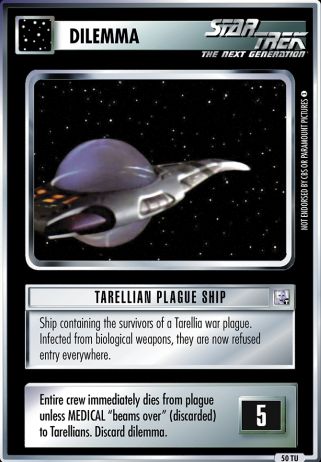 DILEMMA
STAR TREK
THE NEXT GENERATION
NOT ENDORSED BY CBS OR PARAMOUNT PICTURES
TARELLIAN PLAGUE SHIP
Ship containing the survivors of a Tarellia war plague.
Infected from biological weapons, they are now refused
entry everywhere.
Entire crew immediately dies from plague
unless MEDICAL "beams over" (discarded)
to Tarellians. Discard dilemma.
5
50 TU